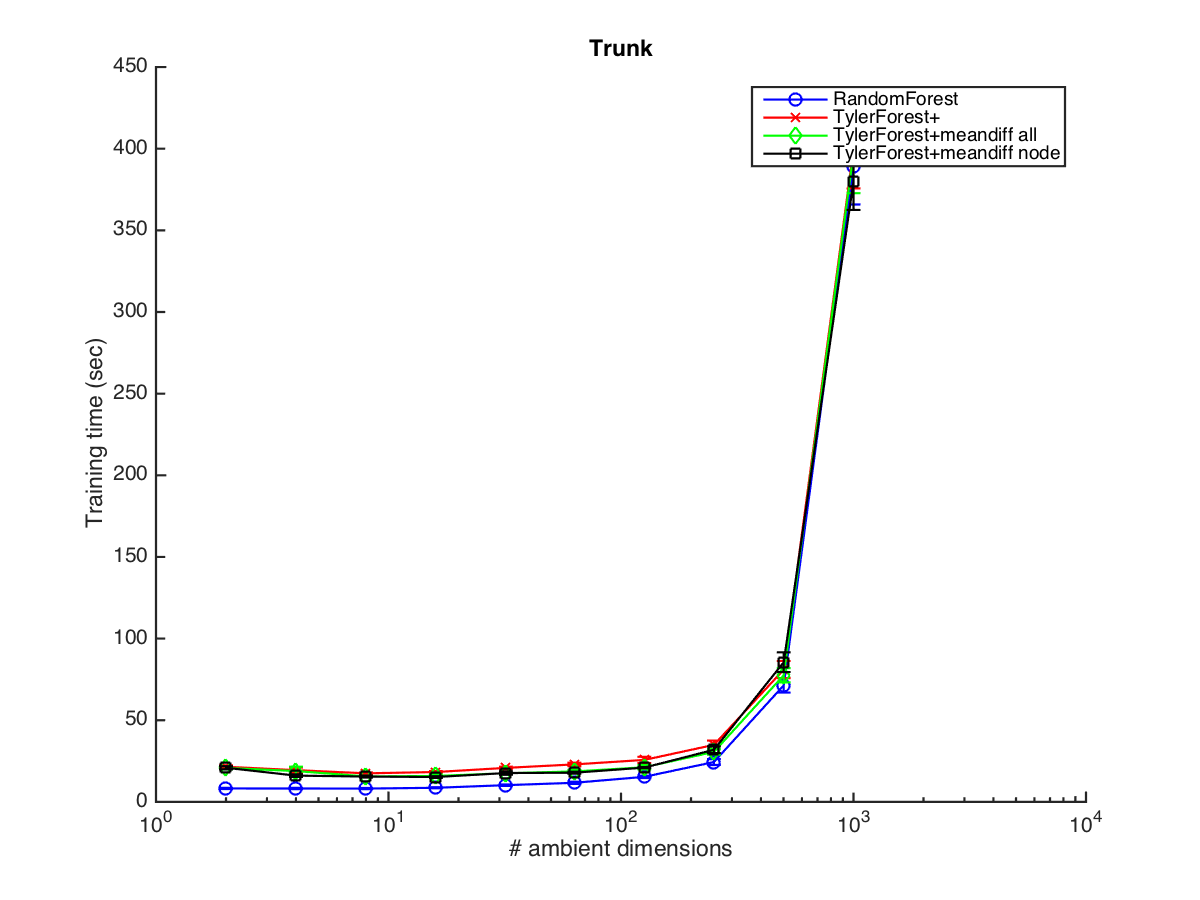 Trunk
450
400
350
300
250
200
150
100
50
0
Training time (sec)
RandomForest
TylerForest+
TylerForest+meandiff all
TylerForest+meandiff node
10^0 10^1 10^2 10^3 10^4
# ambient dimensions